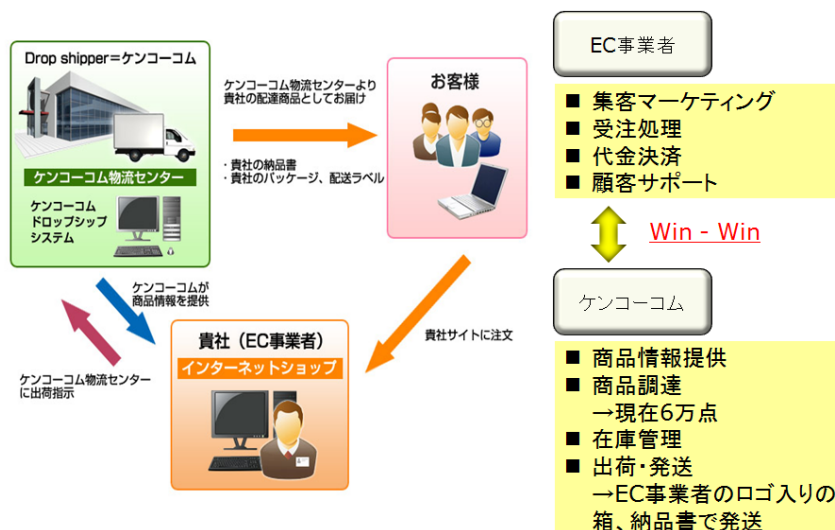 Drop shipper＝ケンコーコム
ケンコーコム物流センター
ケンコーコム
ドロップシップ
システム
ケンコーコム物流センターより
貴社の配達商品としてお届け
・貴社の納品書
・貴社のパッケージ、配送ラベル
お客様
ケンコーコムが
商品情報を提供
ケンコーコム物流センター
に出荷指示
貴社（EC事業者）
インターネットショップ
貴社サイトに注文
EC事業者
■ 集客マーケティング
■ 受注処理
■ 代金決済
■ 顧客サポート
Win - Win
ケンコーコム
■ 商品情報提供
■ 商品調達
→現在6万点
■ 在庫管理
■ 出荷・発送
→EC事業者のロゴ入りの
箱、納品書で発送